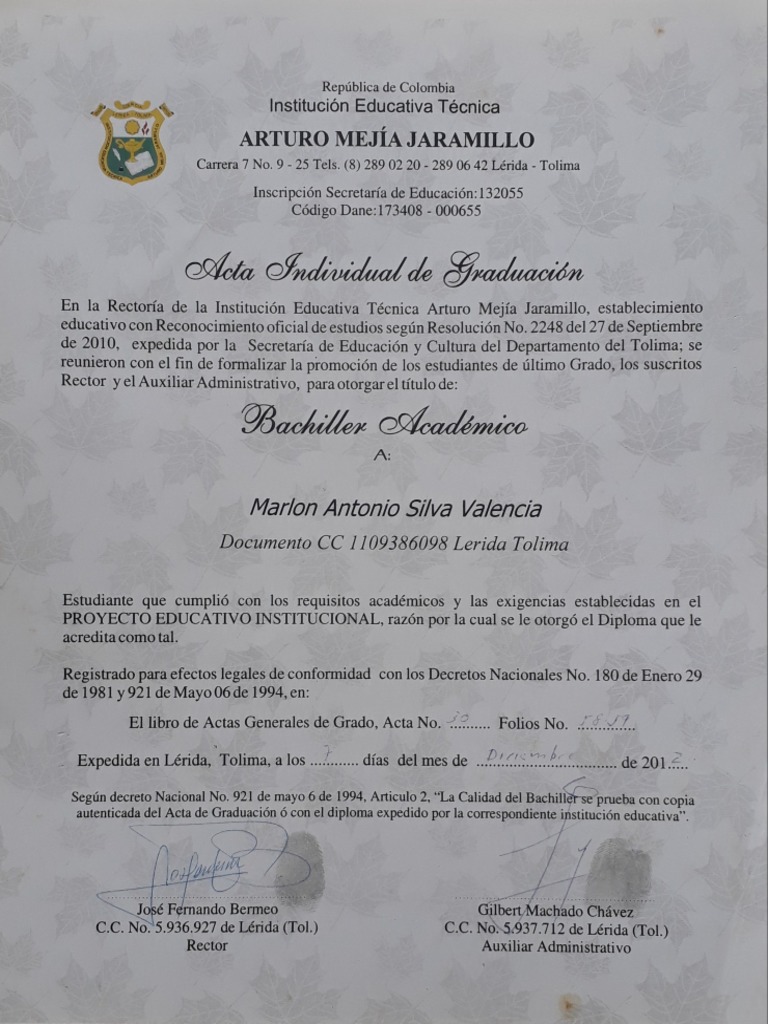 República de Colombia
Institución Educativa Técnica
ARTURO MEJÍA JARAMILLO
Carrera 7 No. 9 - 25 Tels. (8) 289 02 20 - 289 06 42 Lérida - Tolima
Inscripción Secretaría de Educación:132055
Código Dane:173408 - 000655
Acta Individual de Graduación
En la Rectoría de la Institución Educativa Técnica Arturo Mejía Jaramillo, establecimiento
educativo con Reconocimiento oficial de estudios según Resolución No. 2248 del 27 de Septiembre
de 2010, expedida por la Secretaría de Educación y Cultura del Departamento del Tolima; se
reunieron con el fin de formalizar la promoción de los estudiantes de último Grado, los suscritos
Rector y el Auxiliar Administrativo, para otorgar el título de:
Bachiller Académico
A:
Marlon Antonio Silva Valencia
Documento CC 1109386098 Lerida Tolima
Estudiante que cumplió con los requisitos académicos y las exigencias establecidas en el
PROYECTO EDUCATIVO INSTITUCIONAL, razón por la cual se le otorgó el Diploma que le
acredita como tal.
Registrado para efectos legales de conformidad con los Decretos Nacionales No. 180 de Enero 29
de 1981 y 921 de Mayo 06 de 1994, en:
El libro de Actas Generales de Grado, Acta No. .......... Folios No. ..............
Expedida en Lérida, Tolima, a los ..7......... días del mes de ....Diciembre.... de 2012
Según decreto Nacional No. 921 de mayo 6 de 1994, Articulo 2, “La Calidad del Bachiller se prueba con copia
autenticada del Acta de Graduación ó con el diploma expedido por la correspondiente institución educativa”.
José Fernando Bermeo
C.C. No. 5.936.927 de Lérida (Tol.)
Rector
Gilbert Machado Chávez
C.C. No. 5.937.712 de Lérida (Tol.)
Auxiliar Administrativo